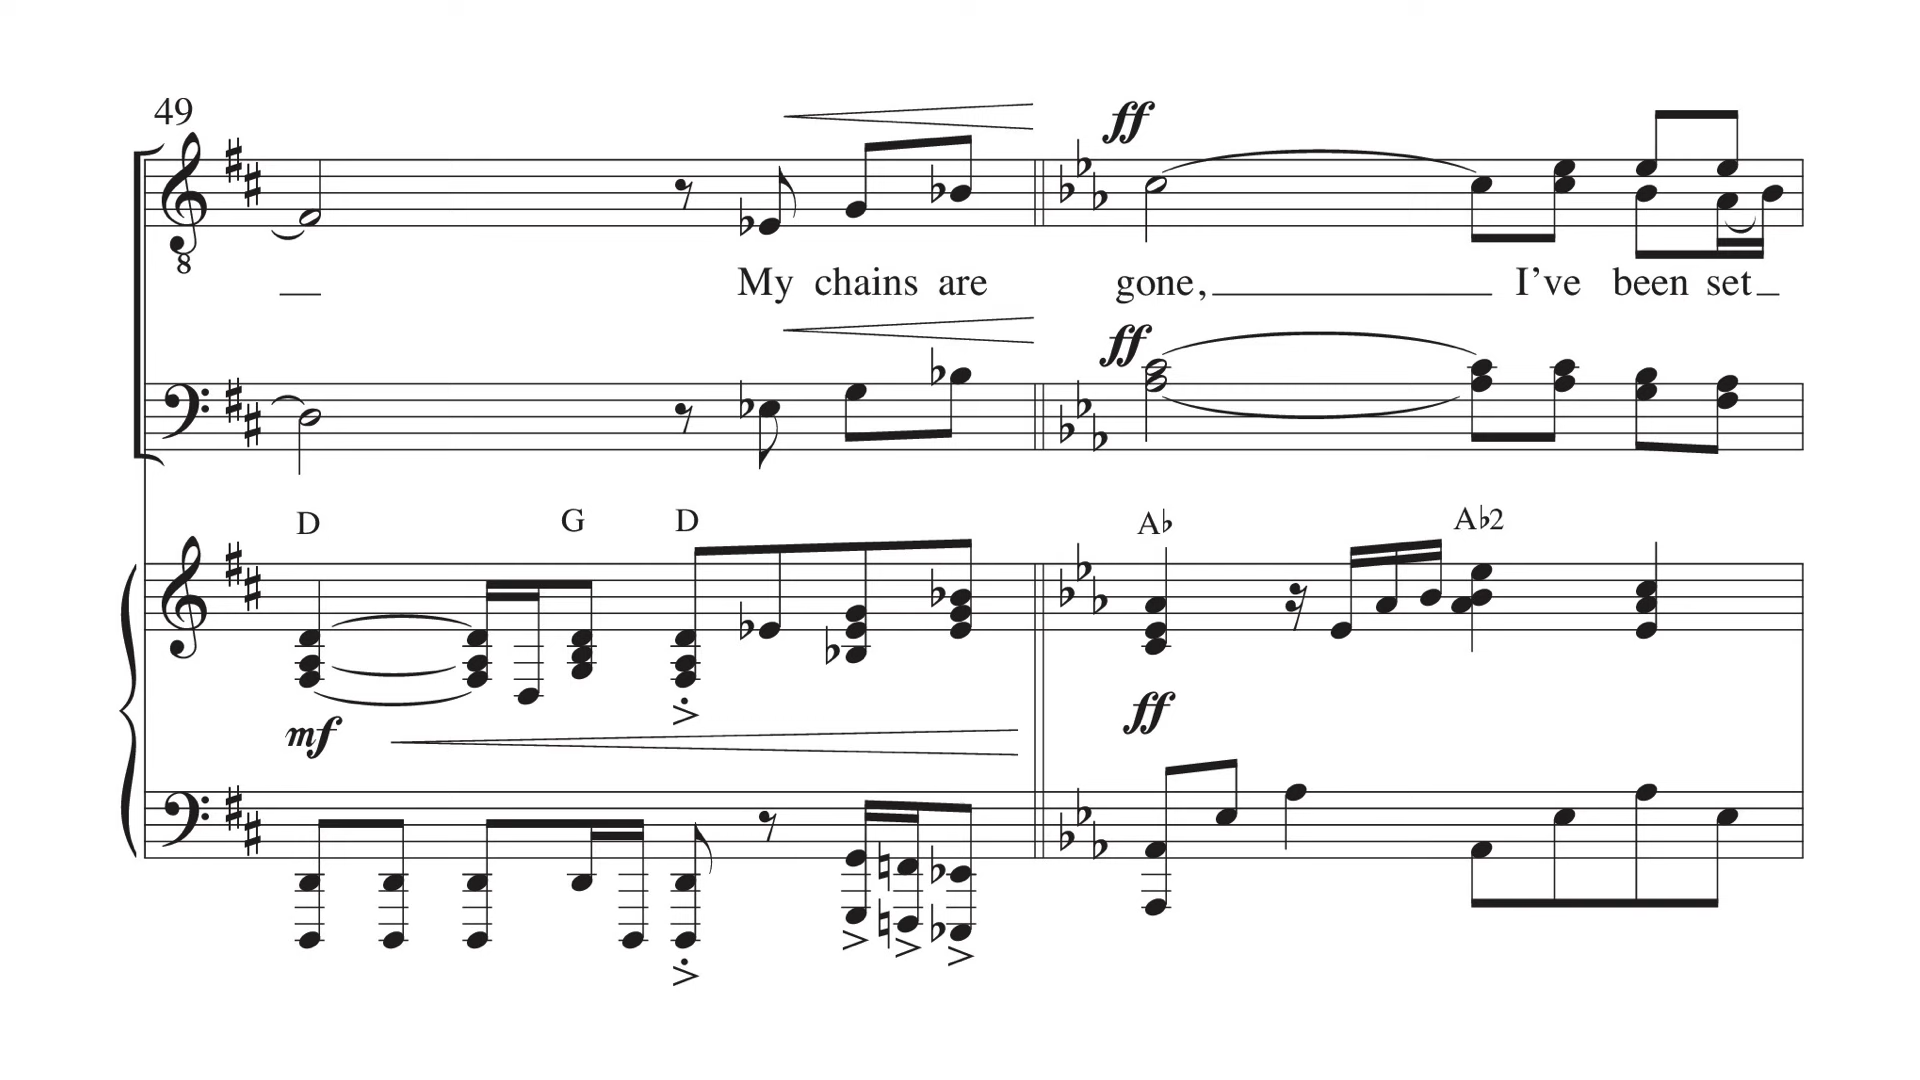 49
ff
8
My chains are gone, I've been set
ff
D G D A♭ A♭2
mf ff